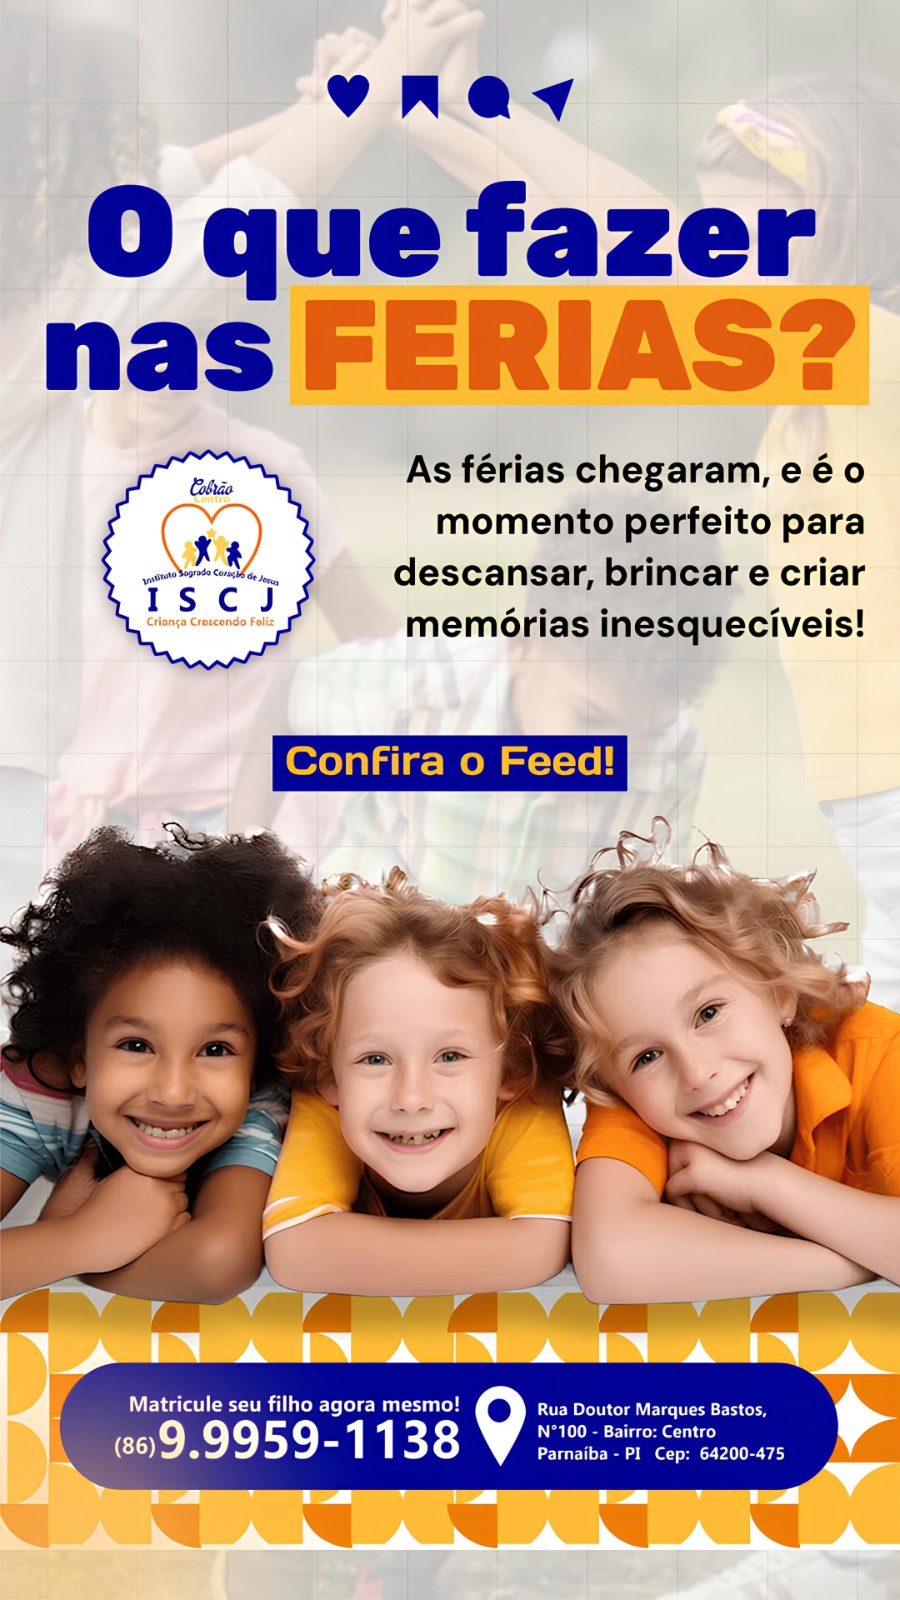 O que fazer
nas FERIAS?
As férias chegaram, e é o
momento perfeito para
descansar, brincar e criar
memórias inesquecíveis!
Cobrão
Centro
Instituto Sagrado Coração de Jesus
I S C J
Criança Crescendo Feliz
Confira o Feed!
Matricule seu filho agora mesmo!
(86)9.9959-1138
Rua Doutor Marques Bastos,
N°100 - Bairro: Centro
Parnaíba - PI Cep: 64200-475